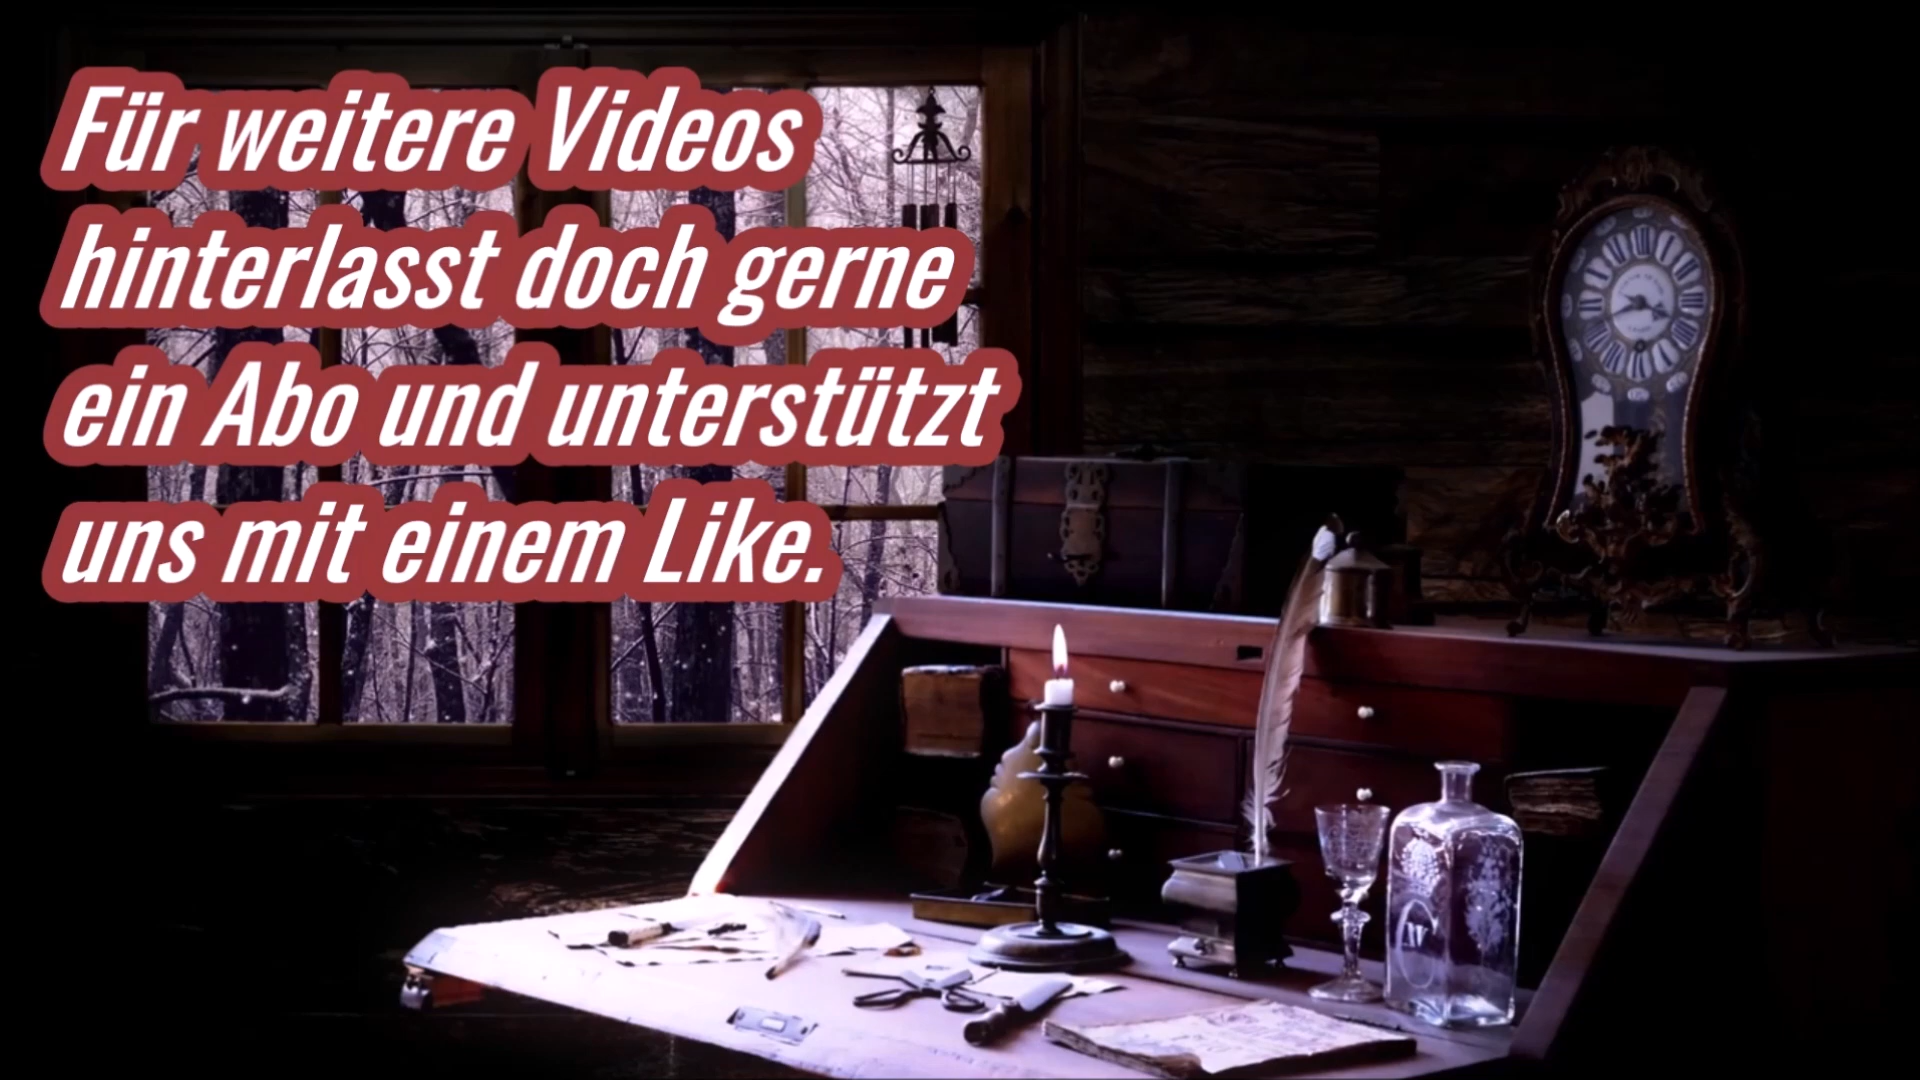 Für weitere Videos
hinterlasst doch gerne
ein Abo und unterstützt
uns mit einem Like.